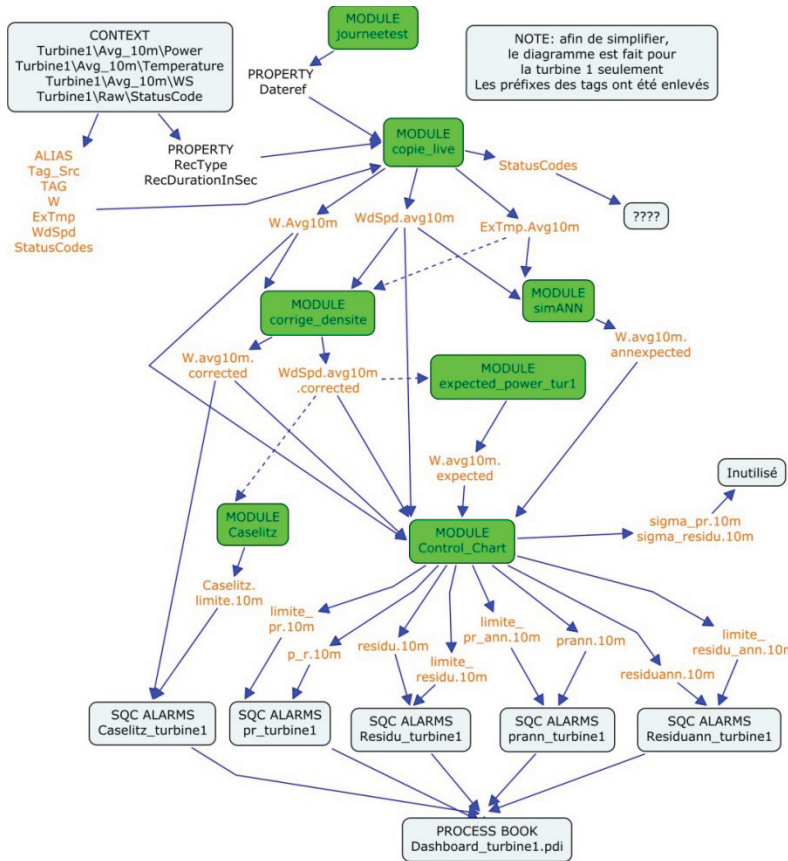 MODULE
journeetest
CONTEXT
Turbine1\Avg_10m\Power
Turbine1\Avg_10m\Temperature
Turbine1\Avg_10m\WS
Turbine1\Raw\StatusCode
NOTE: afin de simplifier,
le diagramme est fait pour
la turbine 1 seulement
Les préfixes des tags ont été enlevés
PROPERTY
Dateref
MODULE
copie_live
ALIAS
Tag_Src
TAG
W
ExTmp
WdSpd
StatusCodes
PROPERTY
RecType
RecDurationInSec
StatusCodes
????
W.Avg10m
WdSpd.avg10m
ExTmp.Avg10m
MODULE
corrige_densite
MODULE
simANN
W.avg10m.
corrected
WdSpd.avg10m
.corrected
MODULE
expected_power_tur1
W.avg10m.
annexpected
W.avg10m.
expected
Inutilisé
MODULE
Caselitz
MODULE
Control_Chart
sigma_pr.10m
sigma_residu.10m
Caselitz.
limite.10m
limite_
pr.10m
p_r.10m
residu.10m
limite_
residu.10m
limite_
pr_ann.10m
prann.10m
residuann.10m
limite_
residu_ann.10m
SQC ALARMS
Caselitz_turbine1
SQC ALARMS
pr_turbine1
SQC ALARMS
Residu_turbine1
SQC ALARMS
prann_turbine1
SQC ALARMS
Residuann_turbine1
PROCESS BOOK
Dashboard_turbine1.pdi